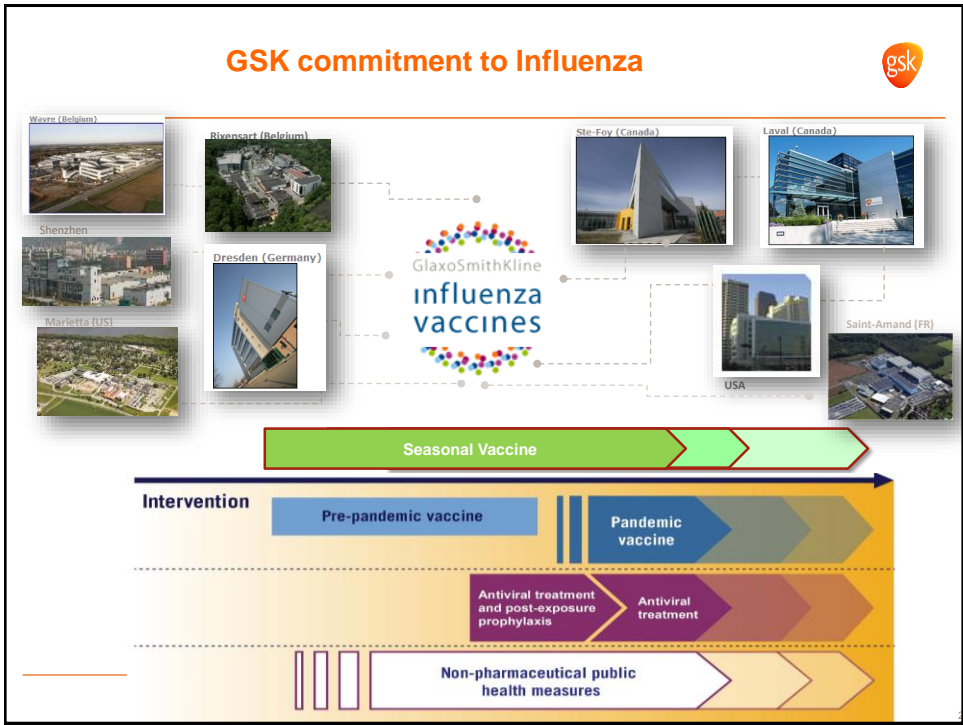 GSK commitment to Influenza
gsk
Wavre (Belgium)
Rixensart (Belgium)
Ste-Foy (Canada)
Laval (Canada)
Shenzhen
Dresden (Germany)
GlaxoSmithKline
influenza
vaccines
Marietta (US)
Saint-Amand (FR)
USA
Seasonal Vaccine
Intervention
Pre-pandemic vaccine
Pandemic
vaccine
Antiviral treatment
and post-exposure
prophylaxis
Antiviral
treatment
Non-pharmaceutical public
health measures